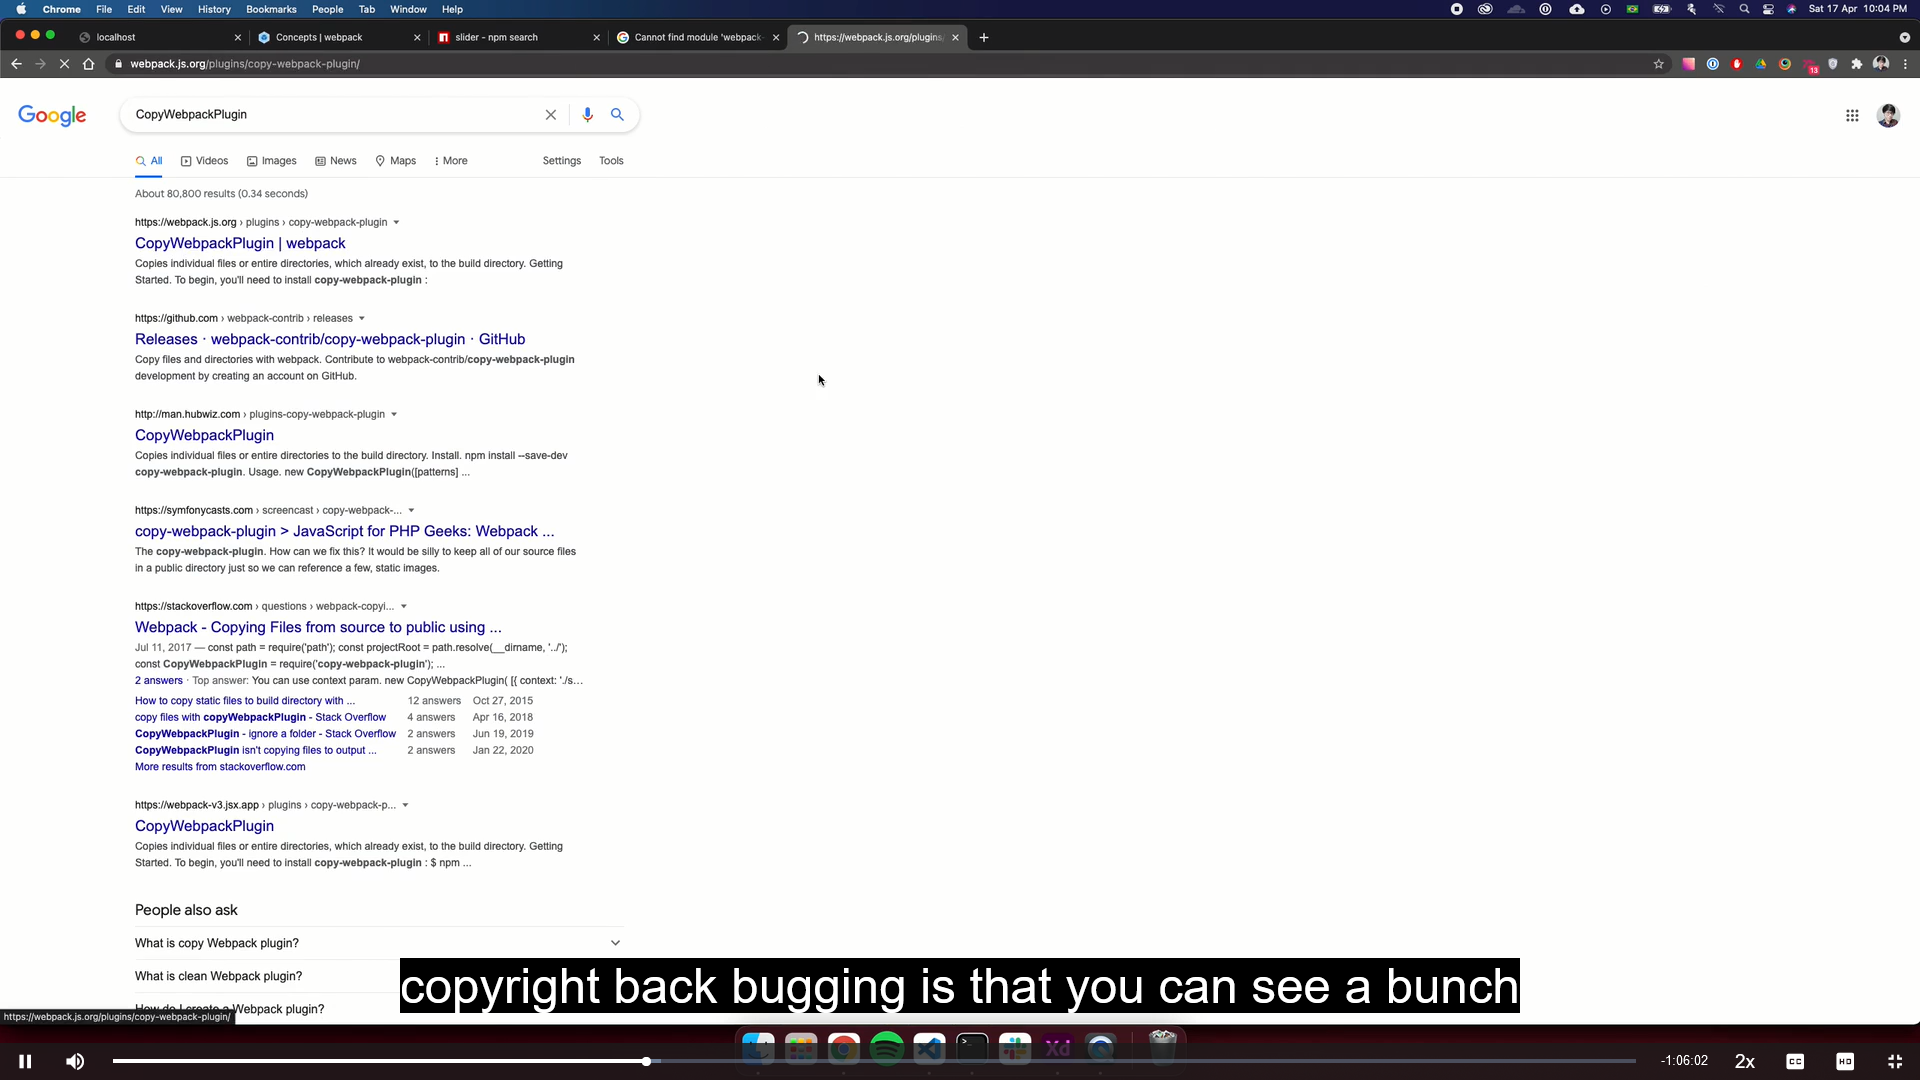 Chrome File Edit View History Bookmarks People Tab Window Help
Sat 17 Apr 10:04 PM
localhost
Concepts | webpack
slider - npm search
Cannot find module 'webpack-
https://webpack.js.org/plugins/
webpack.js.org/plugins/copy-webpack-plugin/
13
Google
CopyWebpackPlugin
All Videos Images News Maps More Settings Tools
About 80,800 results (0.34 seconds)
https://webpack.js.org › plugins › copy-webpack-plugin
CopyWebpackPlugin | webpack
Copies individual files or entire directories, which already exist, to the build directory. Getting
Started. To begin, you'll need to install copy-webpack-plugin :
https://github.com › webpack-contrib › releases
Releases · webpack-contrib/copy-webpack-plugin · GitHub
Copy files and directories with webpack. Contribute to webpack-contrib/copy-webpack-plugin
development by creating an account on GitHub.
http://man.hubwiz.com › plugins-copy-webpack-plugin
CopyWebpackPlugin
Copies individual files or entire directories to the build directory. Install. npm install --save-dev
copy-webpack-plugin. Usage. new CopyWebpackPlugin([patterns] ...
https://symfonycasts.com › screencast › copy-webpack-...
copy-webpack-plugin > JavaScript for PHP Geeks: Webpack ...
The copy-webpack-plugin. How can we fix this? It would be silly to keep all of our source files
in a public directory just so we can reference a few, static images.
https://stackoverflow.com › questions › webpack-copyi...
Webpack - Copying Files from source to public using ...
Jul 11, 2017 — const path = require('path'); const projectRoot = path.resolve(__dirname, '../');
const CopyWebpackPlugin = require('copy-webpack-plugin'); ...
2 answers · Top answer: You can use context param. new CopyWebpackPlugin( [{ context: './s...
How to copy static files to build directory with ... 12 answers Oct 27, 2015
copy files with copyWebpackPlugin - Stack Overflow 4 answers Apr 16, 2018
CopyWebpackPlugin - ignore a folder - Stack Overflow 2 answers Jun 19, 2019
CopyWebpackPlugin isn't copying files to output ... 2 answers Jan 22, 2020
More results from stackoverflow.com
https://webpack-v3.jsx.app › plugins › copy-webpack-p...
CopyWebpackPlugin
Copies individual files or entire directories, which already exist, to the build directory. Getting
Started. To begin, you'll need to install copy-webpack-plugin : $ npm ...
People also ask
What is copy Webpack plugin?
What is clean Webpack plugin?
How do I create a Webpack plugin?
copyright back bugging is that you can see a bunch
https://webpack.js.org/plugins/copy-webpack-plugin/
Xd
-1:06:02 2x CC HD